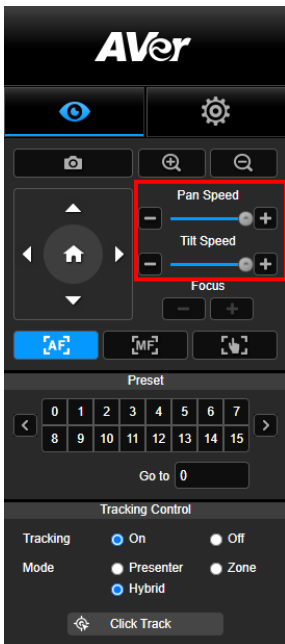 AVer
Pan Speed
Tilt Speed
Focus
[AF] [MF]
Preset
0 1 2 3 4 5 6 7
8 9 10 11 12 13 14 15
Go to 0
Tracking Control
Tracking On Off
Mode Presenter Zone
Hybrid
Click Track